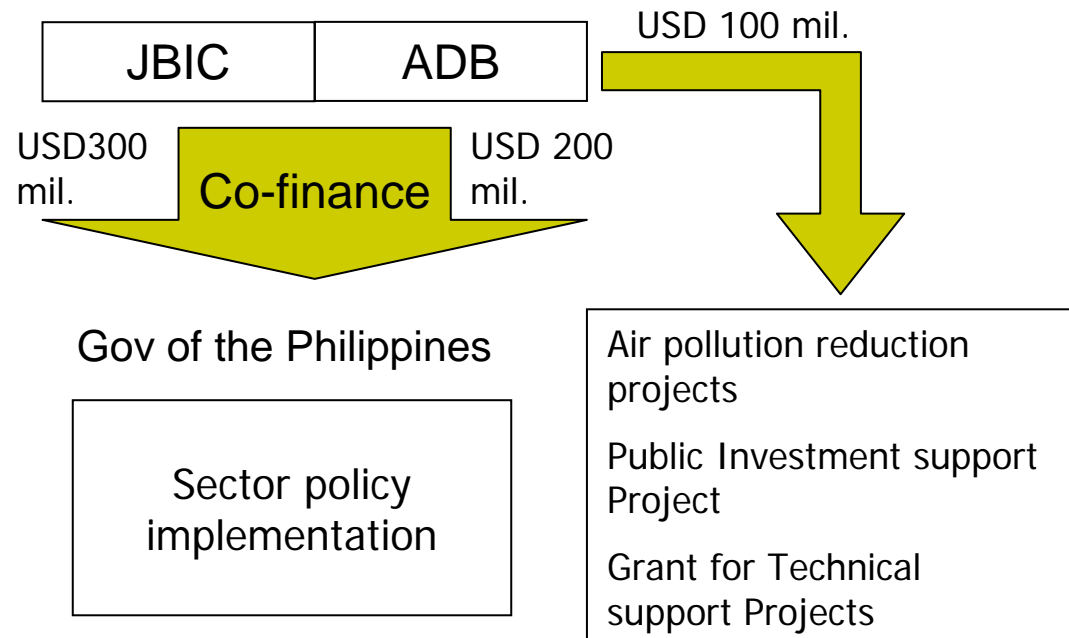 USD 100 mil.
JBIC
ADB
USD300
mil.
Co-finance
USD 200
mil.
Gov of the Philippines
Sector policy
implementation
Air pollution reduction
projects
Public Investment support
Project
Grant for Technical
support Projects